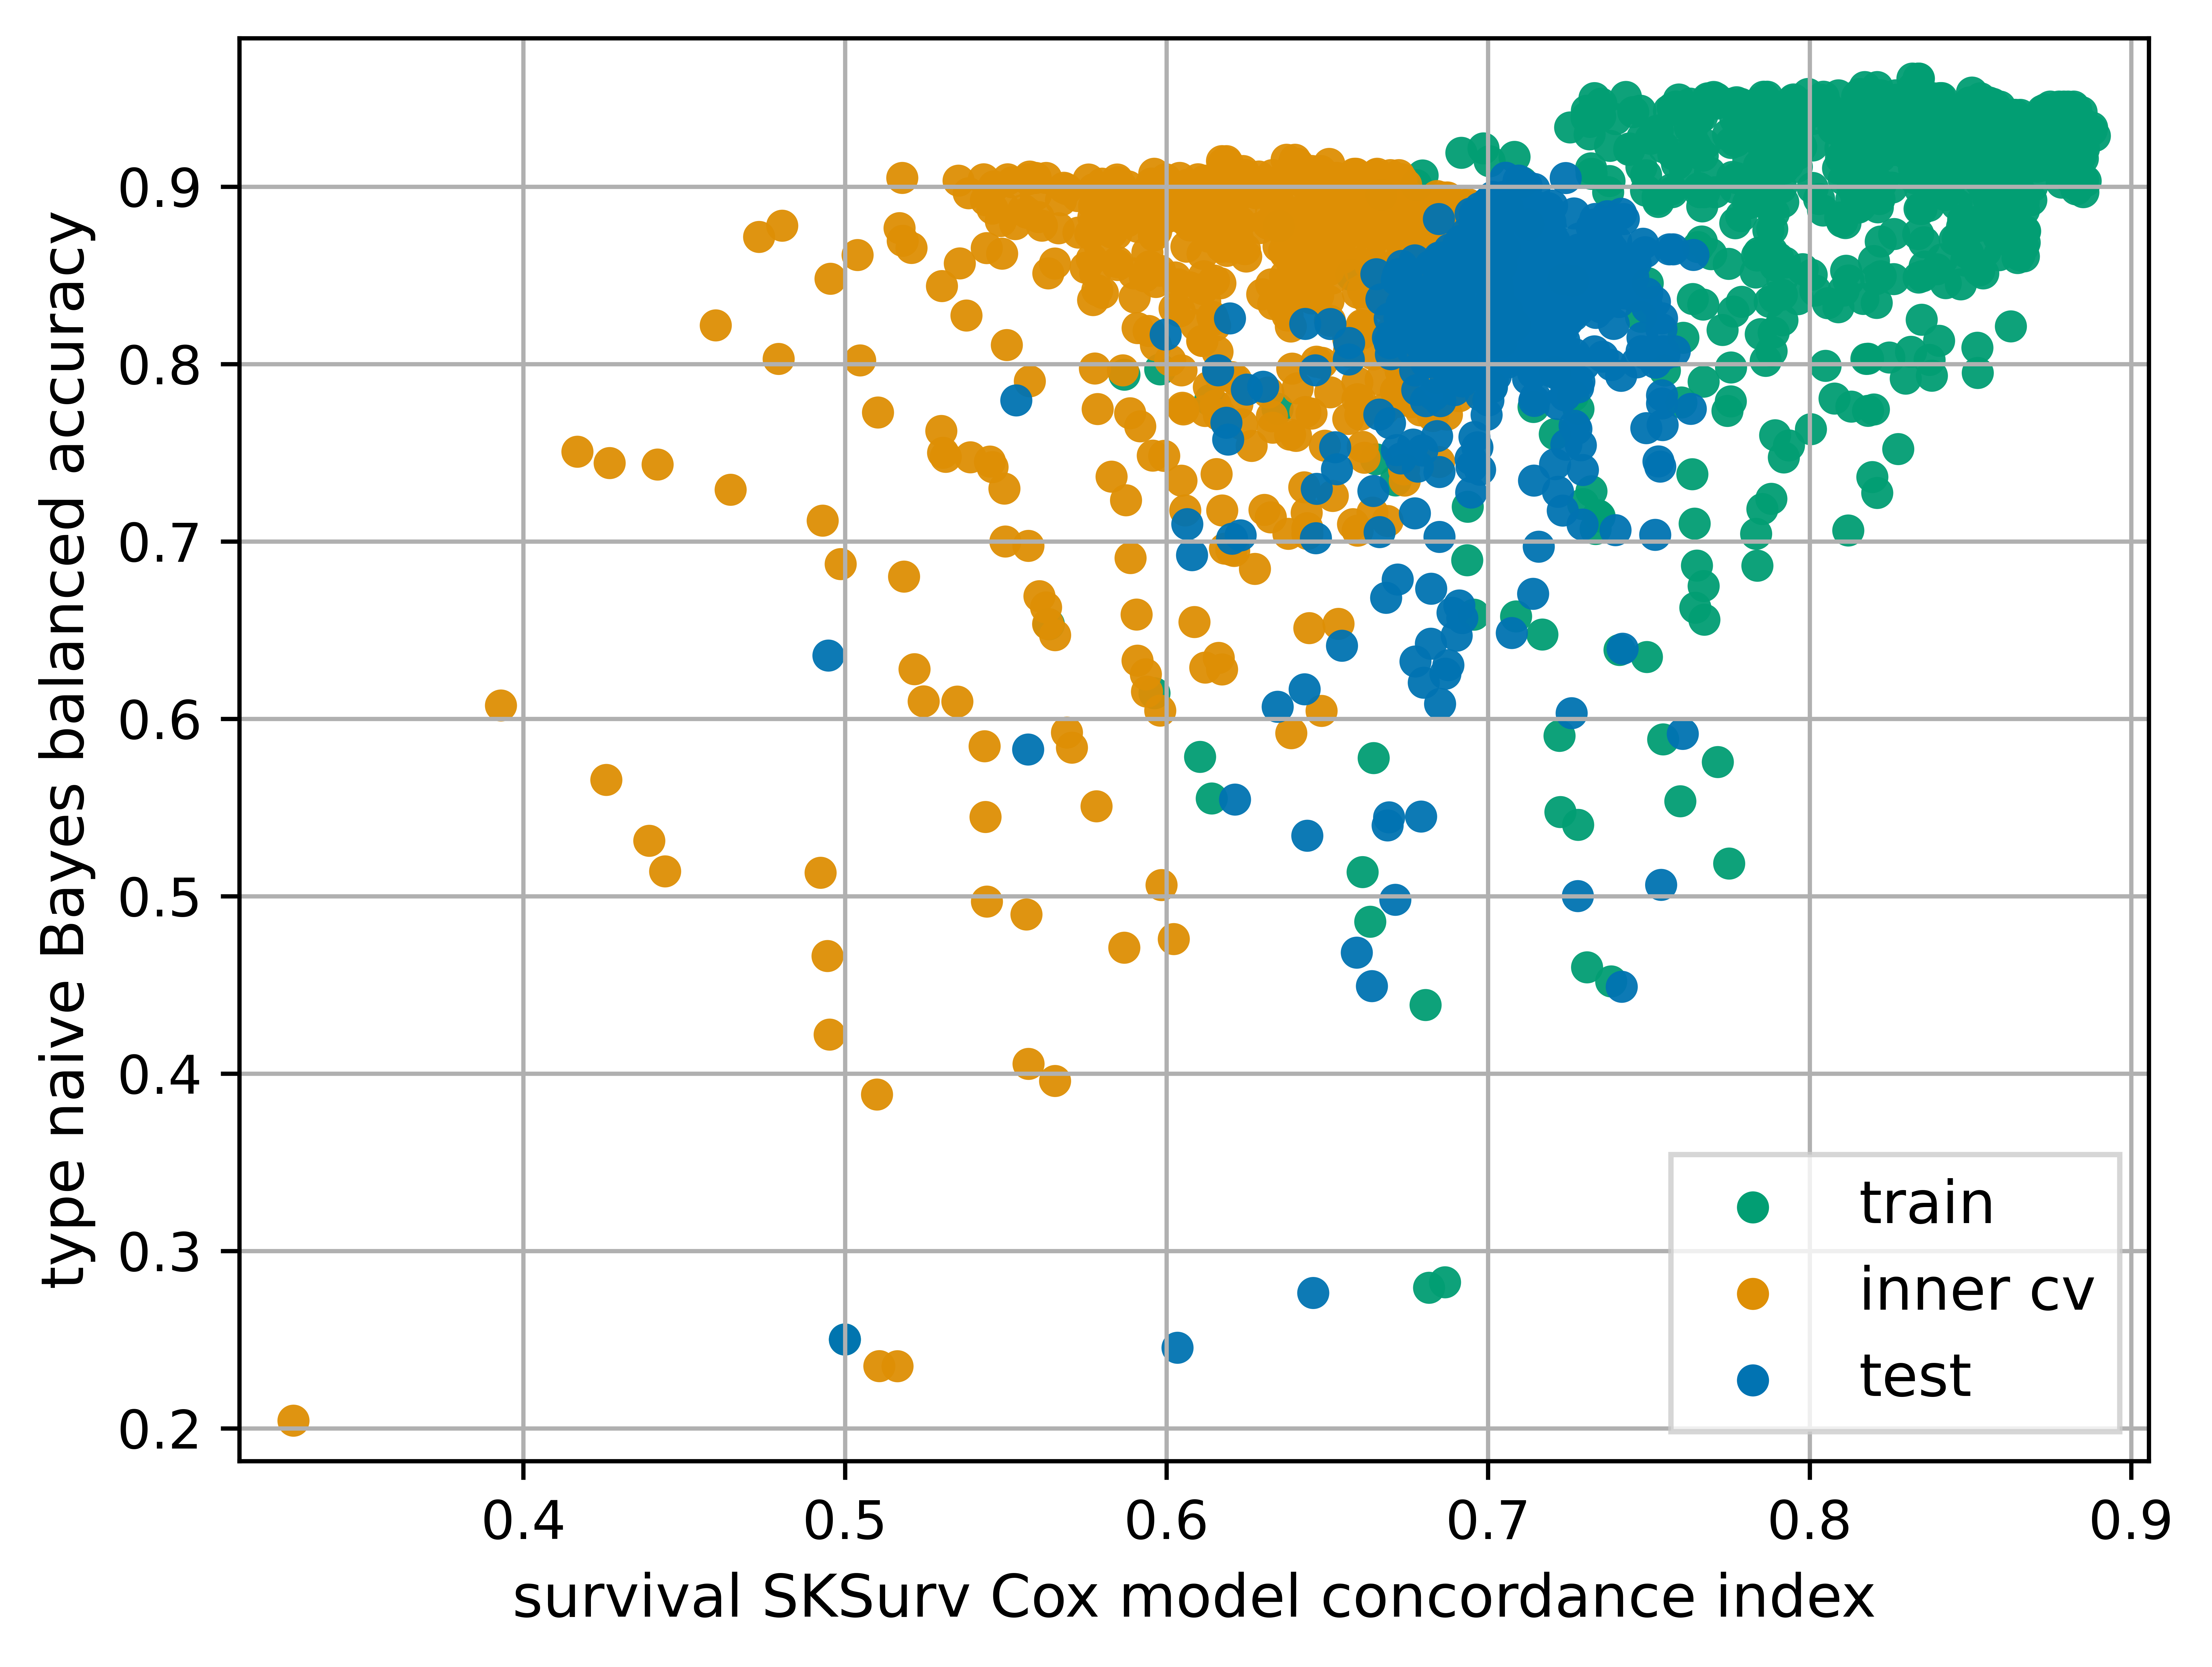 type naive Bayes balanced accuracy
0.9
0.8
0.7
0.6
0.5
0.4
0.3
0.2
train
inner cv
test
0.4 0.5 0.6 0.7 0.8 0.9
survival SKSurv Cox model concordance index